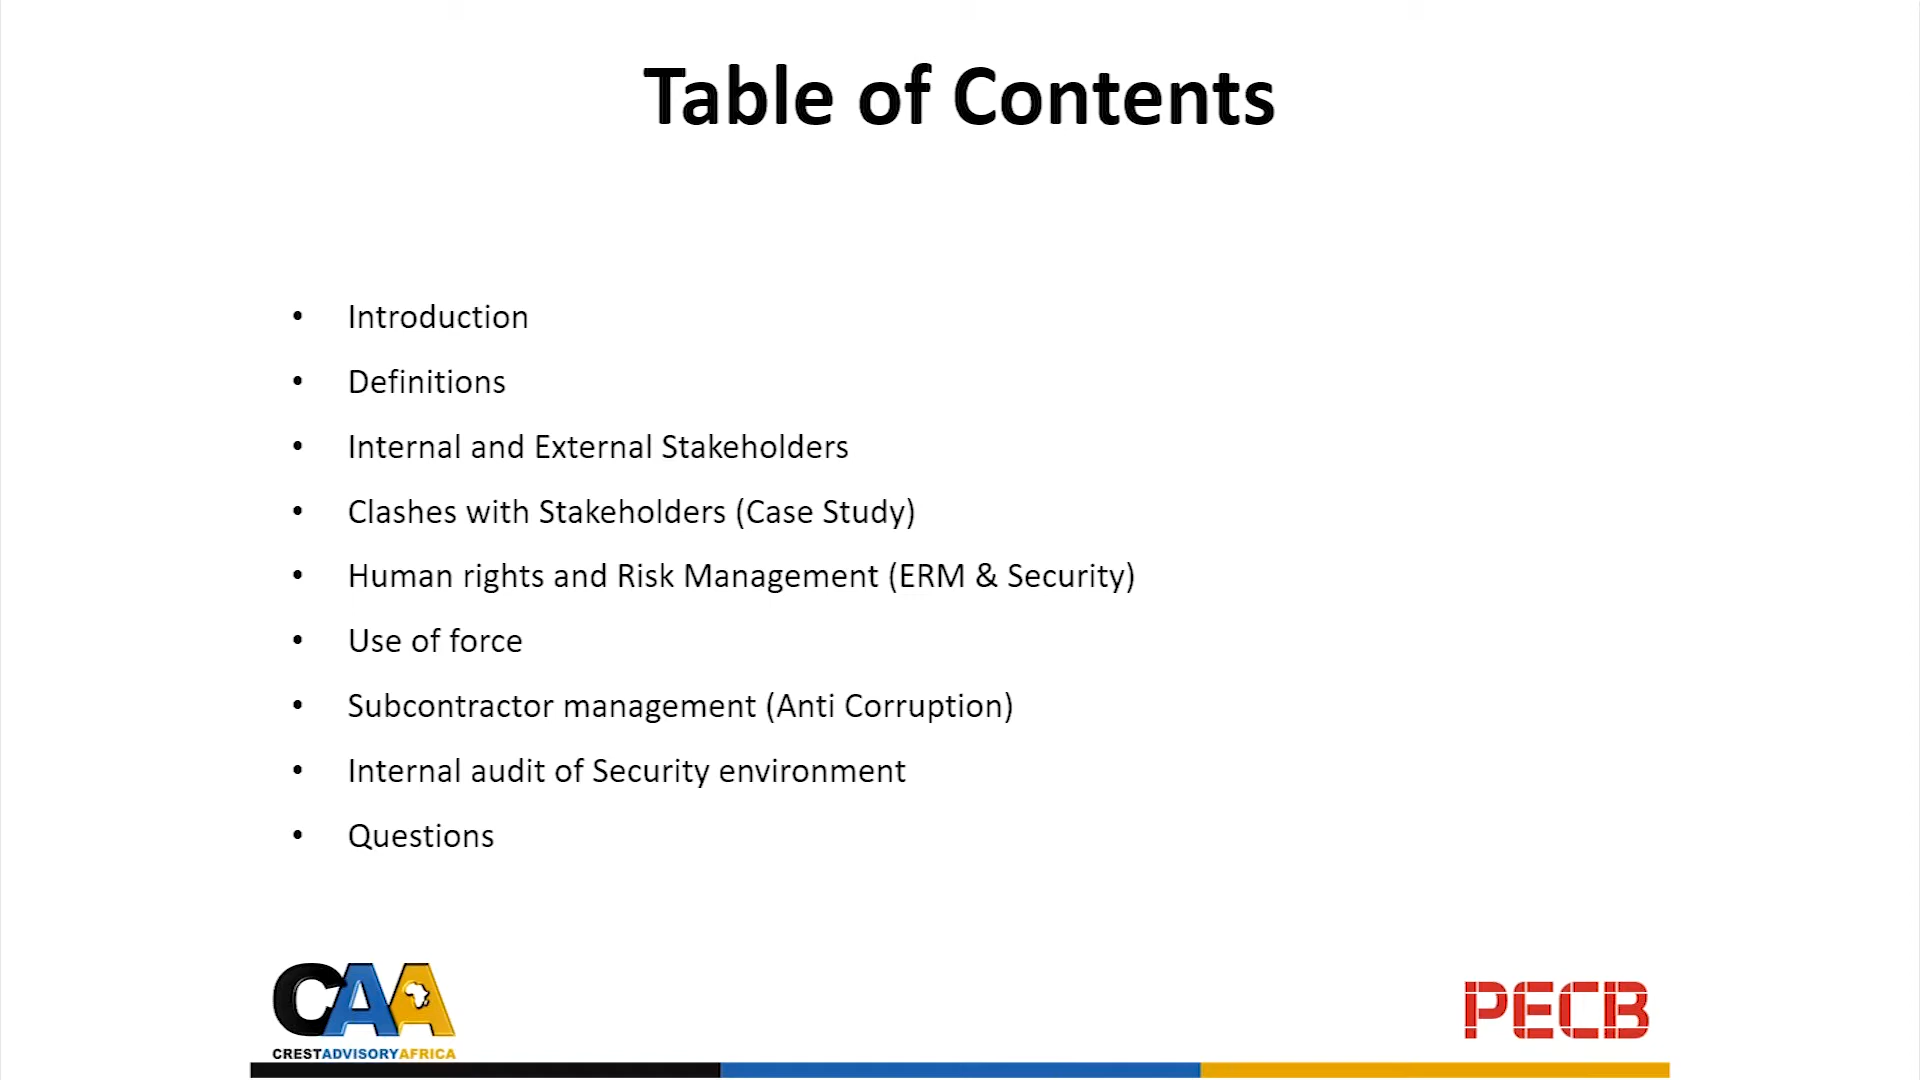 Table of Contents
• Introduction
• Definitions
• Internal and External Stakeholders
• Clashes with Stakeholders (Case Study)
• Human rights and Risk Management (ERM & Security)
• Use of force
• Subcontractor management (Anti Corruption)
• Internal audit of Security environment
• Questions
CAA
CRESTADVISORYAFRICA
PECB